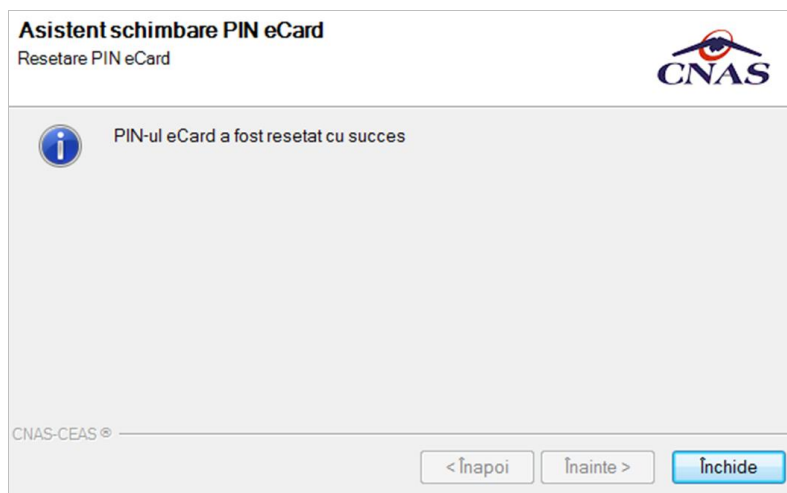 Asistent schimbare PIN eCard
Resetare PIN eCard
CNAS
PIN-ul eCard a fost resetat cu succes
CNAS-CEAS ®
< Înapoi
Înainte >
Închide